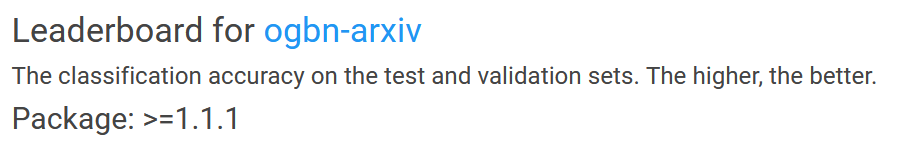 Leaderboard for ogbn-arxiv
The classification accuracy on the test and validation sets. The higher, the better.
Package: >=1.1.1